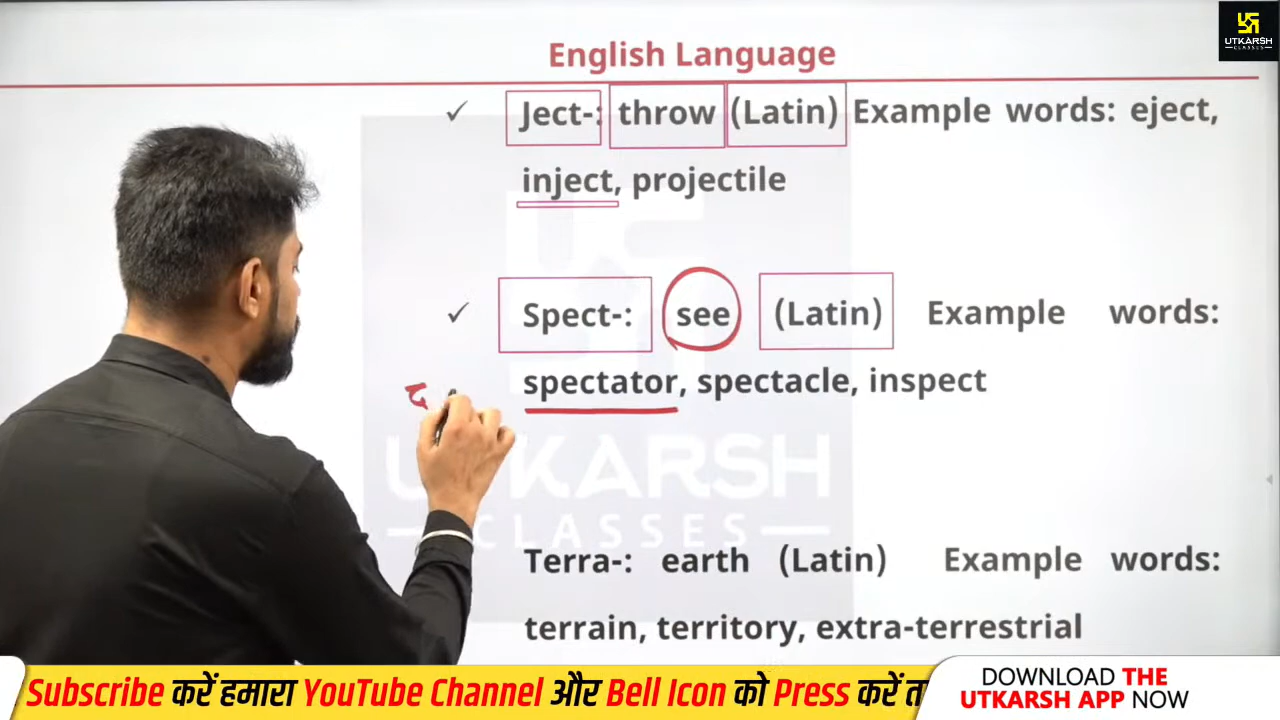 UTKARSH
CLASSES
English Language
✓ Ject-: throw (Latin) Example words: eject,
inject, projectile
✓ Spect-: see (Latin) Example words:
spectator, spectacle, inspect
UTKARSH
CLASSES
Terra-: earth (Latin) Example words:
terrain, territory, extra-terrestrial
Subscribe करें हमारा YouTube Channel और Bell Icon को Press करें
DOWNLOAD THE
UTKARSH APP NOW